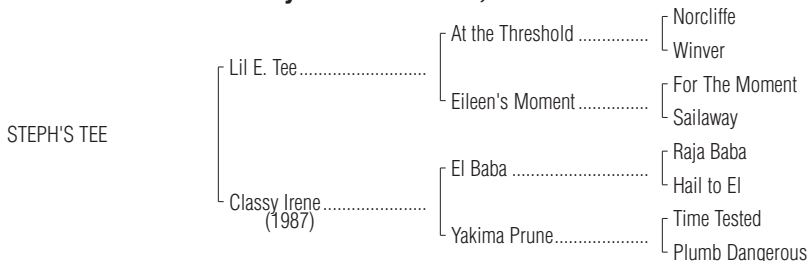 Norcliffe
At the Threshold ...............
Winver
Lil E. Tee...........................
For The Moment
Eileen's Moment ...............
Sailaway
STEPH'S TEE
Raja Baba
El Baba .............................
Hail to El
Classy Irene......................
(1987)
Time Tested
Yakima Prune....................
Plumb Dangerous